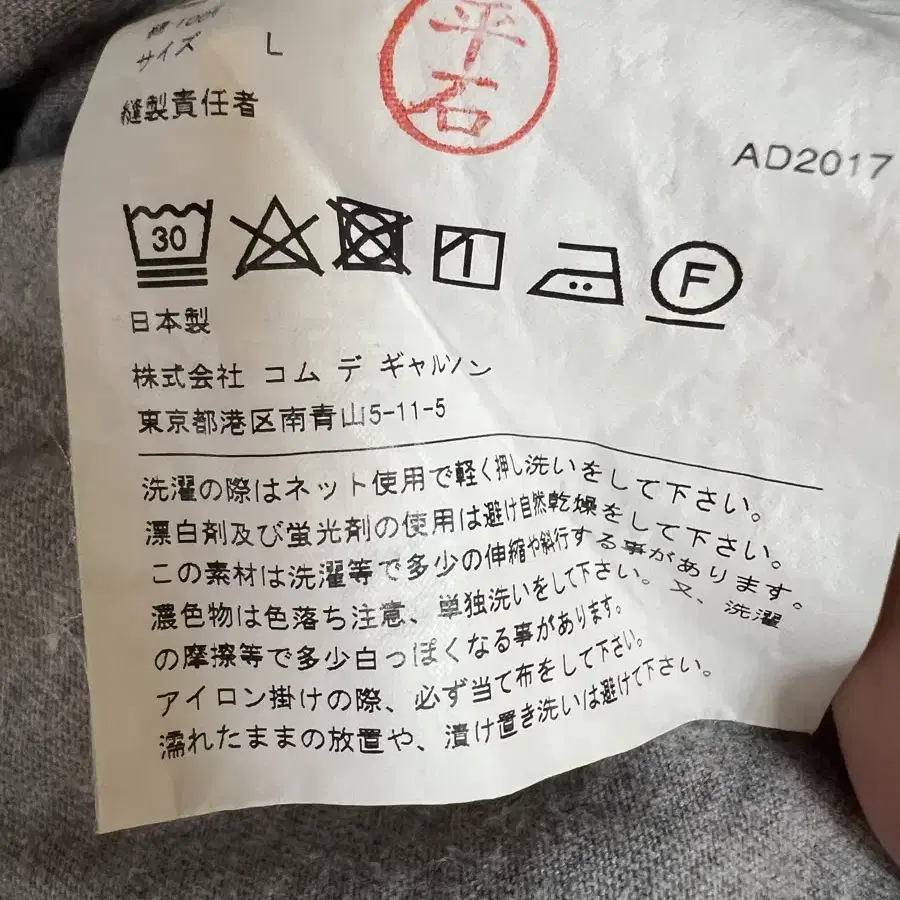 綿 100%
サイズ L
縫製責任者
平石
AD2017
30
F
日本製
株式会社 コム デ ギャルソン
東京都港区南青山5-11-5
洗濯の際はネット使用で軽く押し洗いをして下さい。
漂白剤及び蛍光剤の使用は避け自然乾燥をして下さい。
この素材は洗濯等で多少の伸縮や斜行する事があります。
濃色物は色落ち注意、単独洗いをして下さい。又、洗濯
の摩擦等で多少白っぽくなる事があります。
アイロン掛けの際、必ず当て布をして下さい。
濡れたままの放置や、漬け置き洗いは避けて下さい。